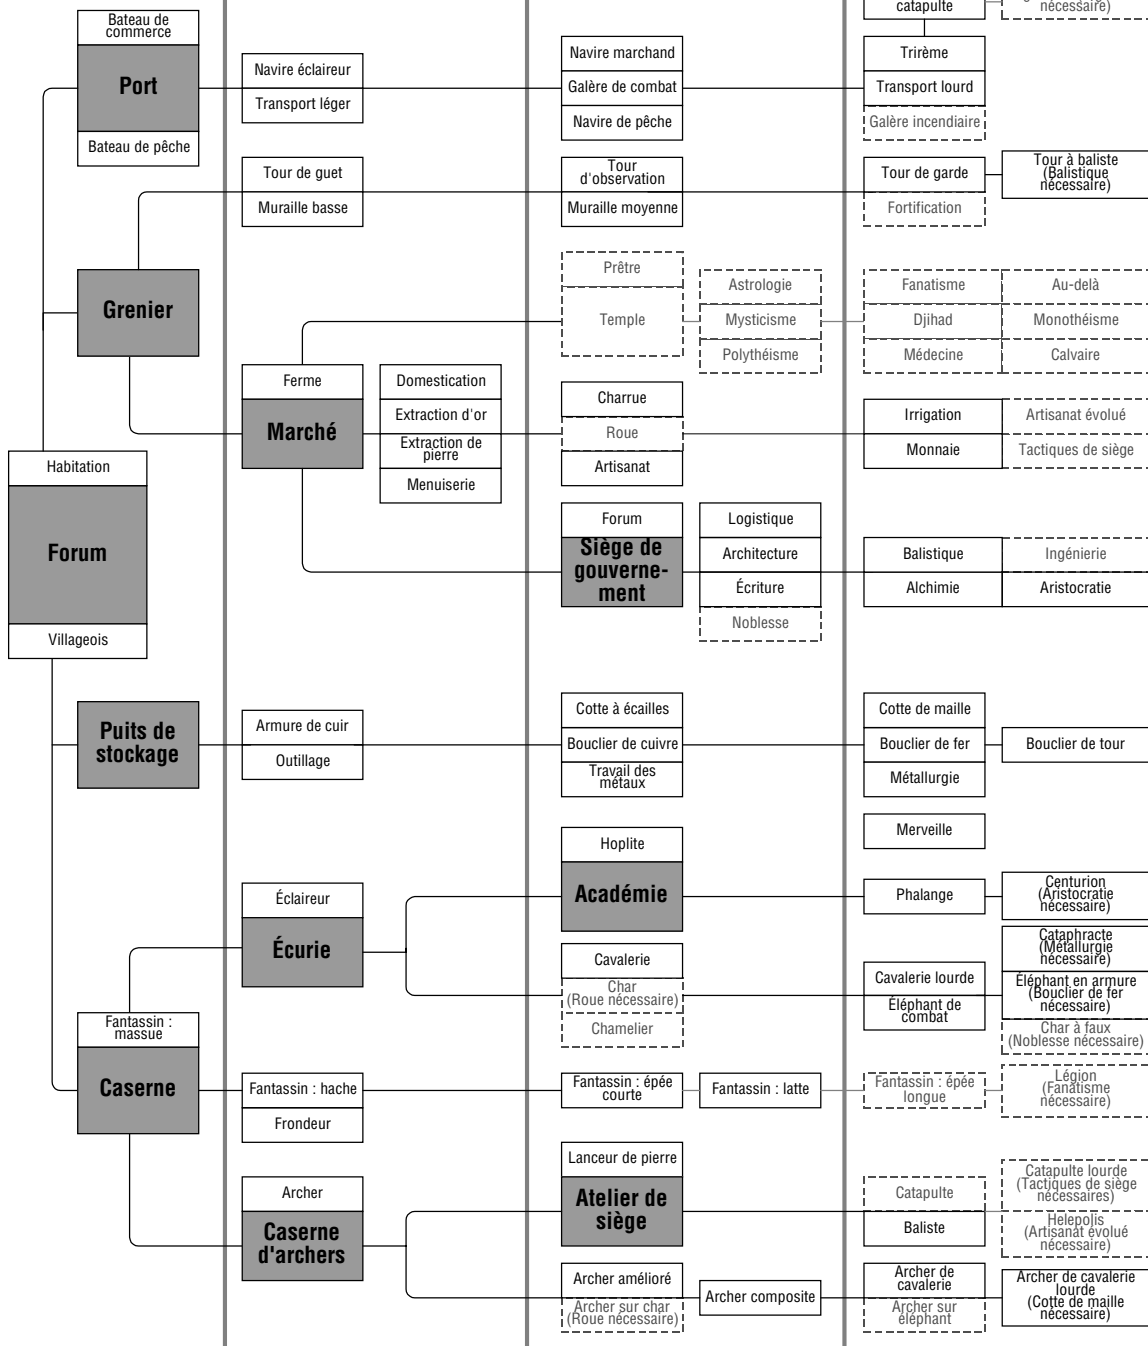 catapulte
nécessaire)
Bateau de
commerce
Port
Bateau de pêche
Navire éclaireur
Transport léger
Navire marchand
Galère de combat
Navire de pêche
Trirème
Transport lourd
Galère incendiaire
Tour de guet
Muraille basse
Tour
d'observation
Muraille moyenne
Tour de garde
Fortification
Tour à baliste
(Balistique
nécessaire)
Grenier
Prêtre
Temple
Astrologie
Mysticisme
Polythéisme
Fanatisme
Au-delà
Djihad
Monothéisme
Médecine
Calvaire
Ferme
Marché
Domestication
Extraction d'or
Extraction de
pierre
Menuiserie
Charrue
Roue
Artisanat
Irrigation
Artisanat évolué
Monnaie
Tactiques de siège
Habitation
Forum
Villageois
Forum
Siège de
gouverne-
ment
Logistique
Architecture
Écriture
Noblesse
Balistique
Ingénierie
Alchimie
Aristocratie
Puits de
stockage
Armure de cuir
Outillage
Cotte à écailles
Bouclier de cuivre
Travail des
métaux
Cotte de maille
Bouclier de fer
Métallurgie
Bouclier de tour
Merveille
Hoplite
Académie
Phalange
Centurion
(Aristocratie
nécessaire)
Éclaireur
Écurie
Cavalerie
Char
(Roue nécessaire)
Chamelier
Cavalerie lourde
Éléphant de
combat
Cataphracte
(Métallurgie
nécessaire)
Éléphant en armure
(Bouclier de fer
nécessaire)
Char à faux
(Noblesse nécessaire)
Fantassin :
massue
Caserne
Fantassin : hache
Frondeur
Fantassin : épée
courte
Fantassin : latte
Fantassin : épée
longue
Légion
(Fanatisme
nécessaire)
Archer
Caserne
d'archers
Lanceur de pierre
Atelier de
siège
Catapulte
Baliste
Catapulte lourde
(Tactiques de siège
nécessaires)
Helepolis
(Artisanat évolué
nécessaire)
Archer amélioré
Archer sur char
(Roue nécessaire)
Archer composite
Archer de
cavalerie
Archer sur
éléphant
Archer de cavalerie
lourde
(Cotte de maille
nécessaire)